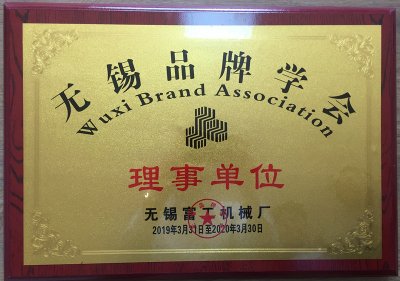 无锡品牌学会
Wuxi Brand Association
理事单位
无锡富工机械厂
2019年3月31日至2020年3月30日